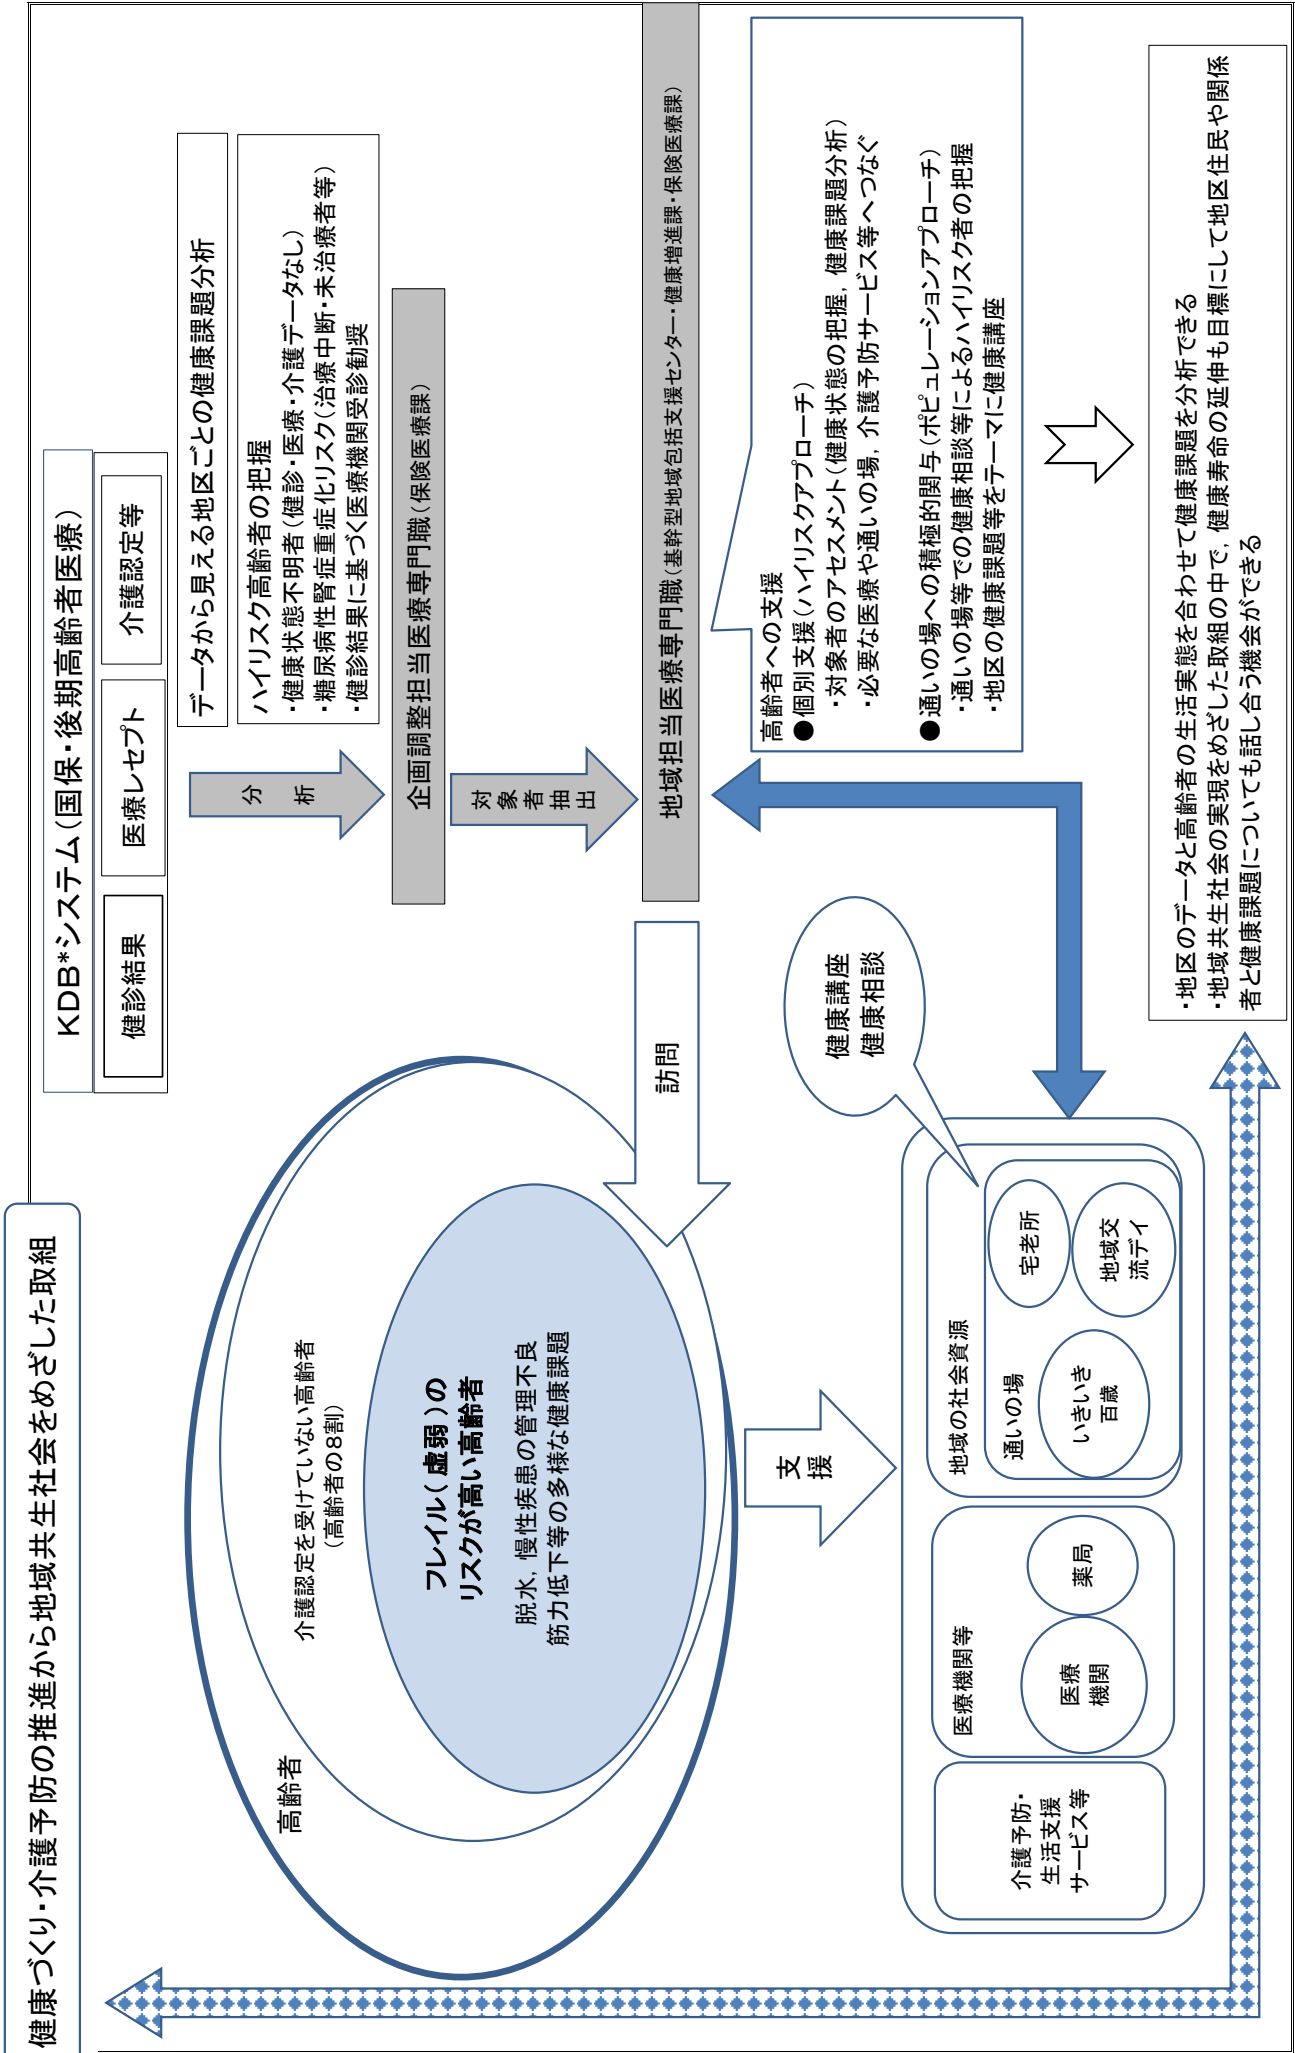 健康づくり・介護予防の推進から地域共生社会をめざした取組
KDB*システム（国保・後期高齢者医療）
健診結果
医療レセプト
介護認定等
データから見える地区ごとの健康課題分析
ハイリスク高齢者の把握
・健康状態不明者（健診・医療・介護データなし）
・糖尿病性腎症重症化リスク（治療中断・未治療者等）
・健診結果に基づく医療機関受診勧奨
分析
企画調整担当医療専門職（保険医療課）
対象者抽出
地域担当医療専門職（基幹型地域包括支援センター・健康増進課・保険医療課）
高齢者への支援
●個別支援（ハイリスクアプローチ）
・対象者のアセスメント（健康状態の把握，健康課題分析）
・必要な医療や通いの場，介護予防サービス等へつなぐ
●通いの場への積極的関与（ポピュレーションアプローチ）
・通いの場等での健康相談等によるハイリスク者の把握
・地区の健康課題等をテーマに健康講座
・地区のデータと高齢者の生活実態を合わせて健康課題を分析できる
・地域共生社会の実現をめざした取組の中で，健康寿命の延伸も目標にして地区住民や関係
者と健康課題についても話し合う機会ができる
高齢者
介護認定を受けていない高齢者
（高齢者の８割）
フレイル（虚弱）の
リスクが高い高齢者
脱水，慢性疾患の管理不良
筋力低下等の多様な健康課題
訪問
支
援
健康講座
健康相談
介護予防・
生活支援
サービス等
医療機関等
医療
機関
薬局
地域の社会資源
通いの場
いきいき
百歳
宅老所
地域交
流デイ